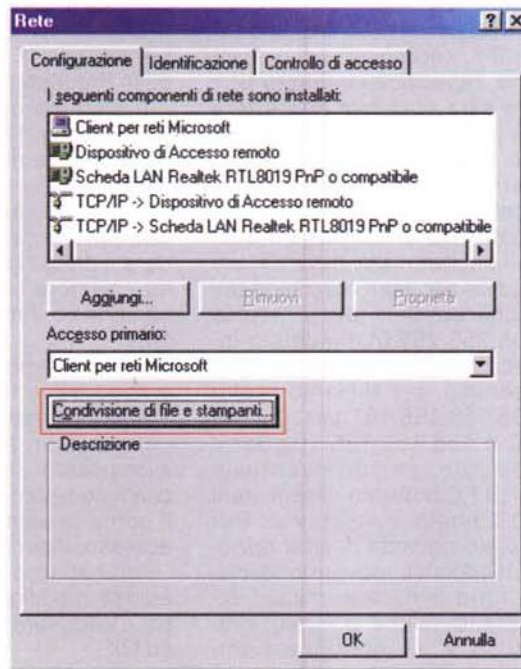 Rete
Configurazione Identificazione Controllo di accesso
I seguenti componenti di rete sono installati:
Client per reti Microsoft
Dispositivo di Accesso remoto
Scheda LAN Realtek RTL8019 PnP o compatibile
TCP/IP -> Dispositivo di Accesso remoto
TCP/IP -> Scheda LAN Realtek RTL8019 PnP o compatibile
Aggiungi... Rimuovi Proprietà
Accesso primario:
Client per reti Microsoft
Condivisione di file e stampanti...
Descrizione
OK Annulla